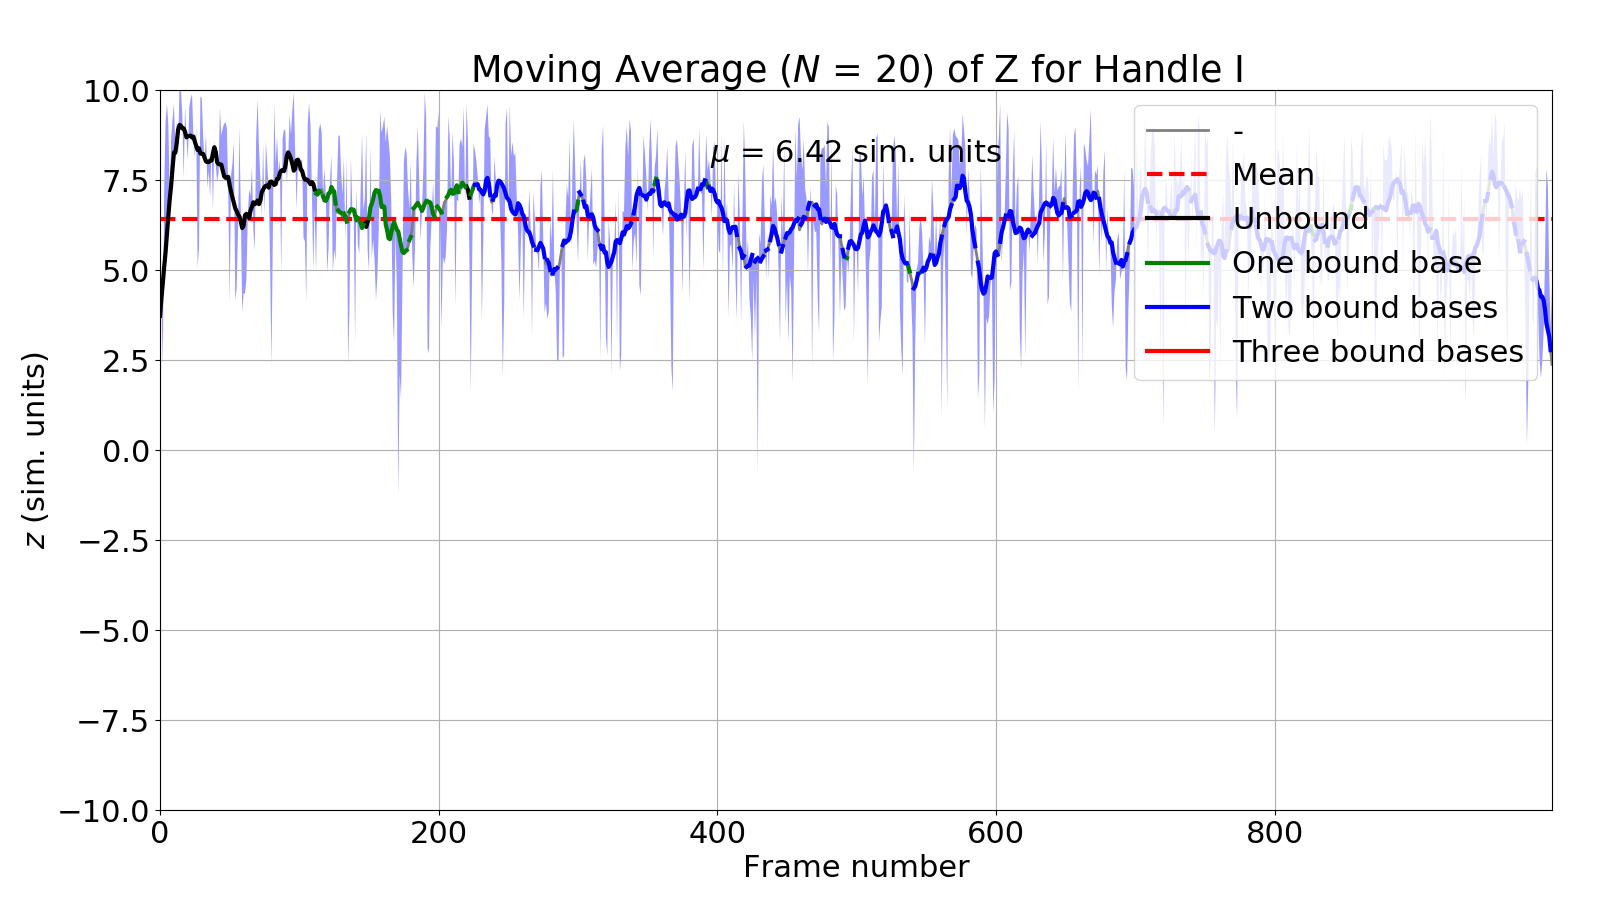 Moving Average (N = 20) of Z for Handle I
μ = 6.42 sim. units
-
Mean
Unbound
One bound base
Two bound bases
Three bound bases
z (sim. units)
10.0
7.5
5.0
2.5
0.0
−2.5
−5.0
−7.5
−10.0
0 200 400 600 800
Frame number